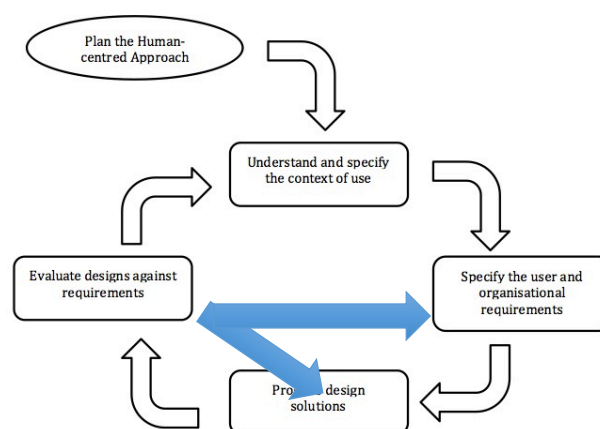 Plan the Human-
centred Approach
Understand and specify
the context of use
Evaluate designs against
requirements
Specify the user and
organisational
requirements
design
solutions